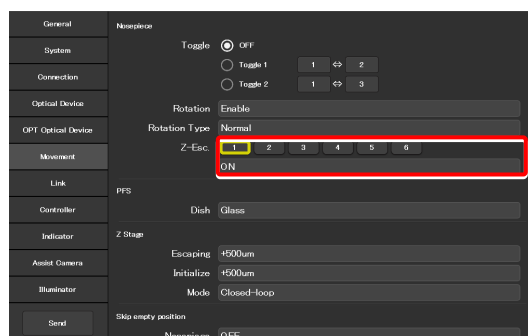 General
System
Connection
Optical Device
OPT Optical Device
Movement
Link
Controller
Indicator
Assist Camera
Illuminator
Send
Nosepiece
Toggle OFF
Toggle 1 1 ⇔ 2
Toggle 2 1 ⇔ 3
Rotation Enable
Rotation Type Normal
Z-Esc. 1 2 3 4 5 6
ON
PFS
Dish Glass
Z Stage
Escaping +500um
Initialize +500um
Mode Closed-loop
Skip empty position
Nosepiece OFF